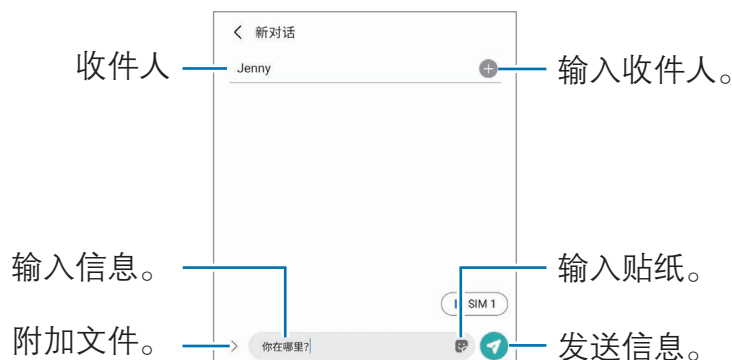 新对话
收件人
Jenny
输入收件人。
输入信息。
输入贴纸。
SIM 1
附加文件。
你在哪里?
发送信息。